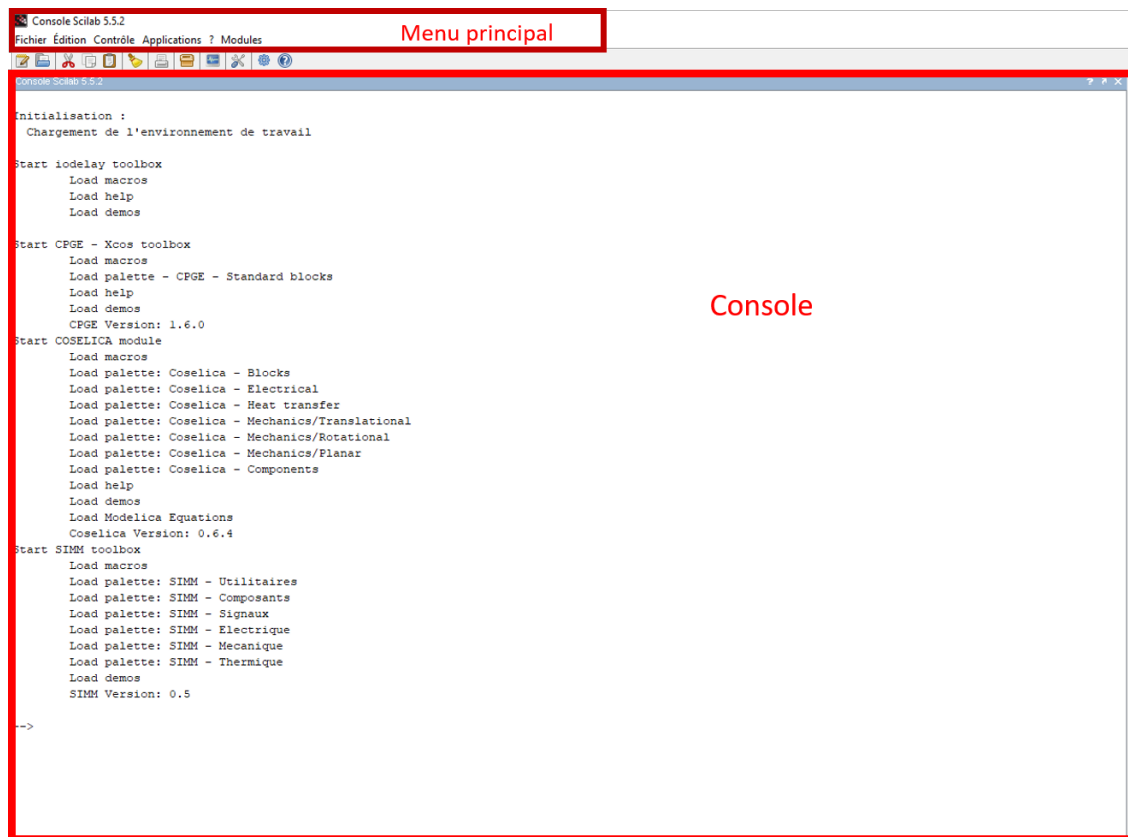 Console Scilab 5.5.2
Menu principal
Fichier Édition Contrôle Applications ? Modules
Console Scilab 5.5.2
Initialisation :
Chargement de l'environnement de travail
Start iodelay toolbox
Load macros
Load help
Load demos
Start CPGE - Xcos toolbox
Load macros
Load palette - CPGE - Standard blocks
Load help
Load demos
CPGE Version: 1.6.0
Console
Start COSELICA module
Load macros
Load palette: Coselica - Blocks
Load palette: Coselica - Electrical
Load palette: Coselica - Heat transfer
Load palette: Coselica - Mechanics/Translational
Load palette: Coselica - Mechanics/Rotational
Load palette: Coselica - Mechanics/Planar
Load palette: Coselica - Components
Load help
Load demos
Load Modelica Equations
Coselica Version: 0.6.4
Start SIMM toolbox
Load macros
Load palette: SIMM - Utilitaires
Load palette: SIMM - Composants
Load palette: SIMM - Signaux
Load palette: SIMM - Electrique
Load palette: SIMM - Mecanique
Load palette: SIMM - Thermique
Load demos
SIMM Version: 0.5
-->